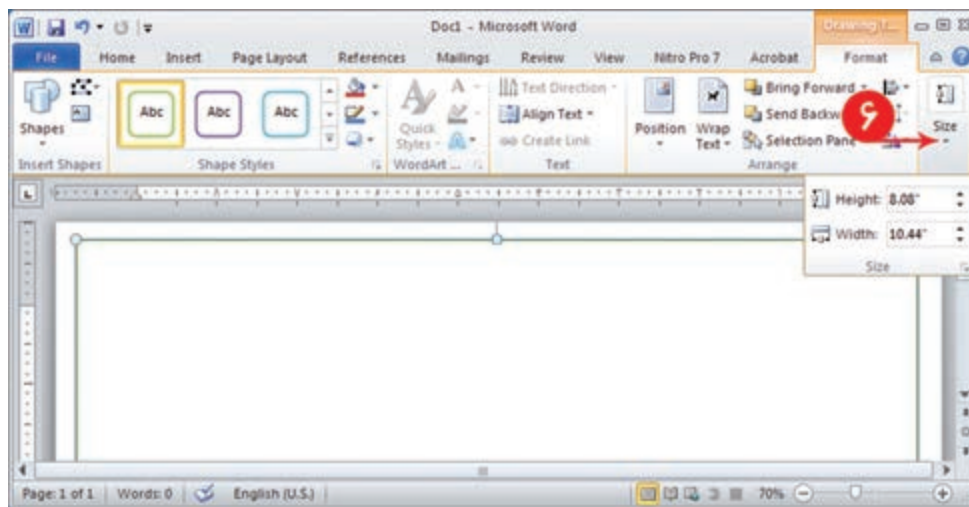 Doc1 - Microsoft Word
Drawing T...
File Home Insert Page Layout References Mailings Review View Nitro Pro 7 Acrobat Format
Shapes
Abc Abc Abc
Quick Styles
Text Direction
Align Text
Create Link
Position
Wrap Text
Bring Forward
Send Backw
Selection Pane
Size
۶
Insert Shapes Shape Styles WordArt ... Text Arrange
Height: 8.08"
Width: 10.44"
Size
Page: 1 of 1 Words: 0 English (U.S.) 70%